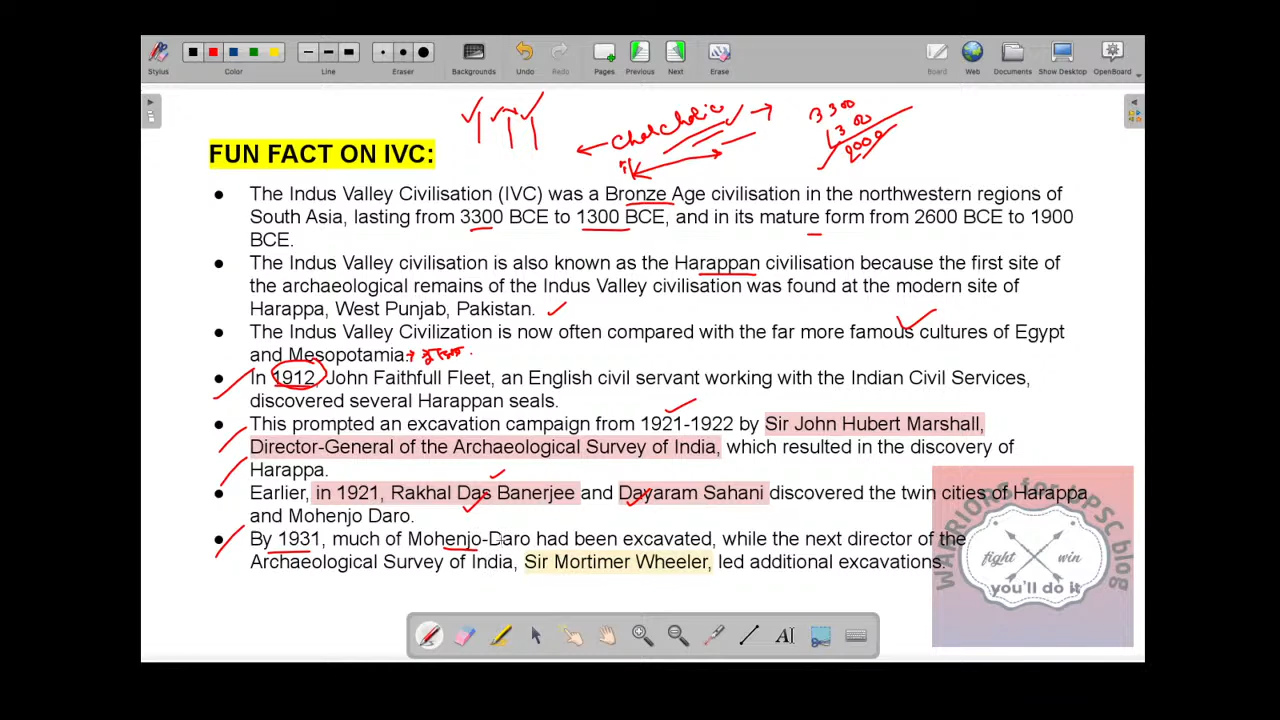 Stylus
Color
Line
Eraser
Backgrounds
Undo
Redo
Pages
Previous
Next
Erase
Board
Web
Documents
Show Desktop
OpenBoard
3300
1300
2000
FUN FACT ON IVC:
● The Indus Valley Civilisation (IVC) was a Bronze Age civilisation in the northwestern regions of
South Asia, lasting from 3300 BCE to 1300 BCE, and in its mature form from 2600 BCE to 1900
BCE.
● The Indus Valley civilisation is also known as the Harappan civilisation because the first site of
the archaeological remains of the Indus Valley civilisation was found at the modern site of
Harappa, West Punjab, Pakistan.
● The Indus Valley Civilization is now often compared with the far more famous cultures of Egypt
and Mesopotamia.
● In 1912, John Faithfull Fleet, an English civil servant working with the Indian Civil Services,
discovered several Harappan seals.
● This prompted an excavation campaign from 1921-1922 by Sir John Hubert Marshall,
Director-General of the Archaeological Survey of India, which resulted in the discovery of
Harappa.
● Earlier, in 1921, Rakhal Das Banerjee and Dayaram Sahani discovered the twin cities of Harappa
and Mohenjo Daro.
● By 1931, much of Mohenjo-Daro had been excavated, while the next director of the
Archaeological Survey of India, Sir Mortimer Wheeler, led additional excavations.
WARRIORS for UPSC blog
fight win
you'll do it
AI